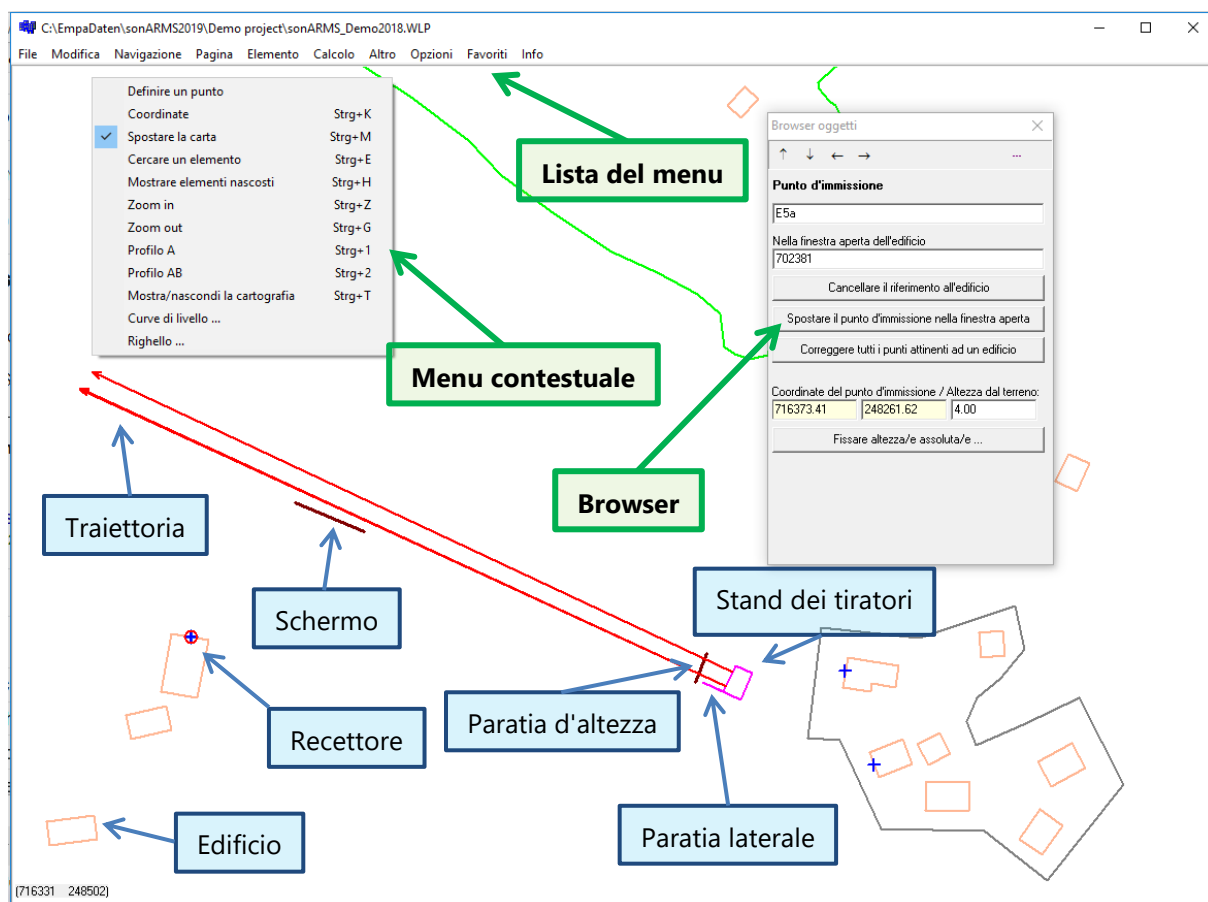 C:\EmpaDaten\sonARMS2019\Demo project\sonARMS_Demo2018.WLP
File Modifica Navigazione Pagina Elemento Calcolo Altro Opzioni Favoriti Info
Definire un punto
Coordinate Strg+K
Spostare la carta Strg+M
Cercare un elemento Strg+E
Mostrare elementi nascosti Strg+H
Zoom in Strg+Z
Zoom out Strg+G
Profilo A Strg+1
Profilo AB Strg+2
Mostra/nascondi la cartografia Strg+T
Curve di livello ...
Righello ...
Lista del menu
Menu contestuale
Browser
Browser oggetti
...
Punto d'immissione
E5a
Nella finestra aperta dell'edificio
702381
Cancellare il riferimento all'edificio
Spostare il punto d'immissione nella finestra aperta
Correggere tutti i punti attinenti ad un edificio
Coordinate del punto d'immissione / Altezza dal terreno:
716373.41 248261.62 4.00
Fissare altezza/e assoluta/e ...
Traiettoria
Schermo
Stand dei tiratori
Recettore
Paratia d'altezza
Edificio
Paratia laterale
(716331 248502)